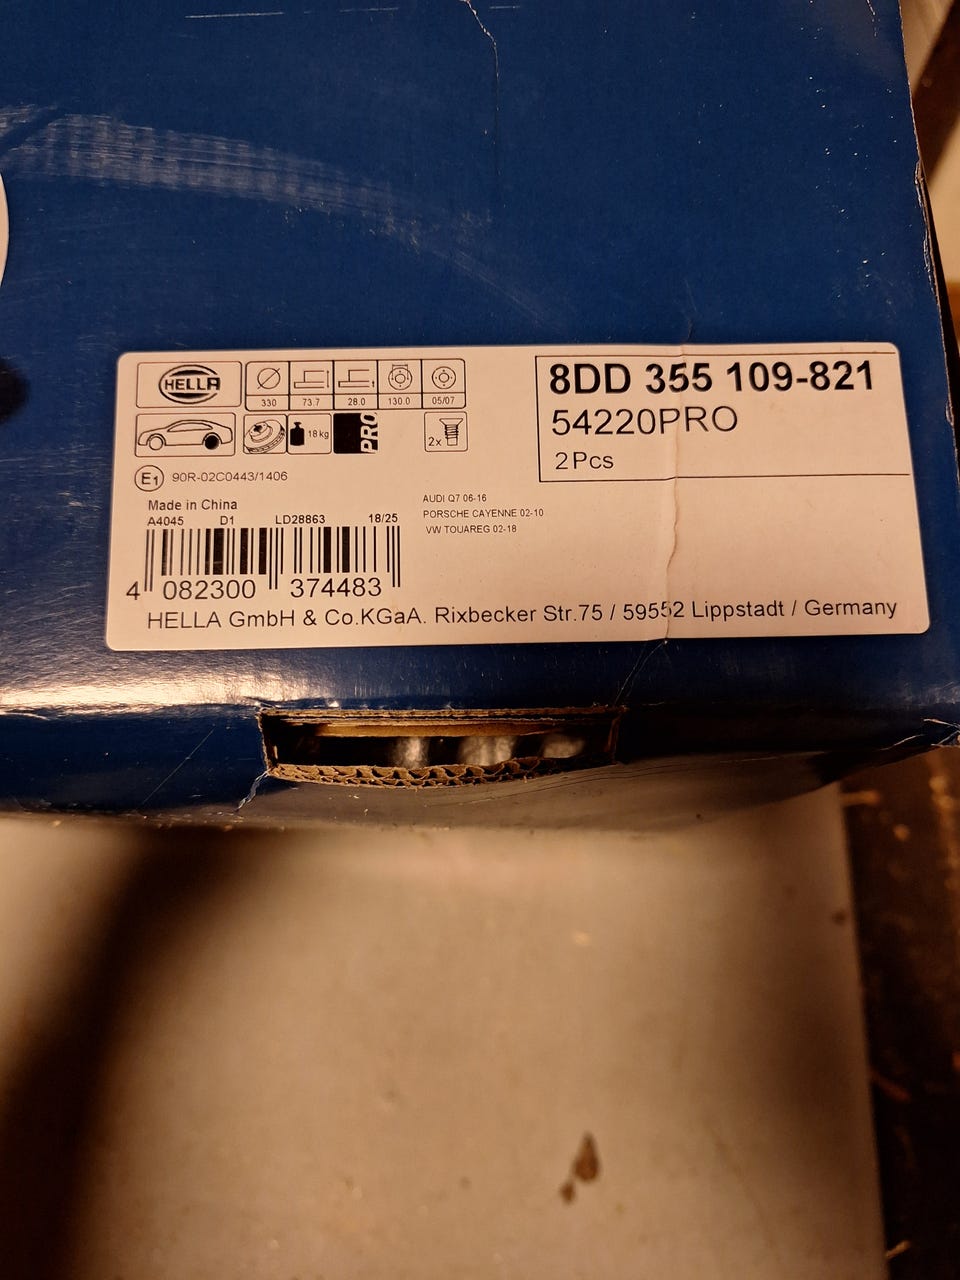 HELLA
330 73.7 28.0 130.0 05/07
18 kg PRO 2x
8DD 355 109-821
54220PRO
2 Pcs
E1 90R-02C0443/1406
Made in China
A4045 D1 LD28863 18/25
4 082300 374483
AUDI Q7 06-16
PORSCHE CAYENNE 02-10
VW TOUAREG 02-18
HELLA GmbH & Co.KGaA. Rixbecker Str.75 / 59552 Lippstadt / Germany